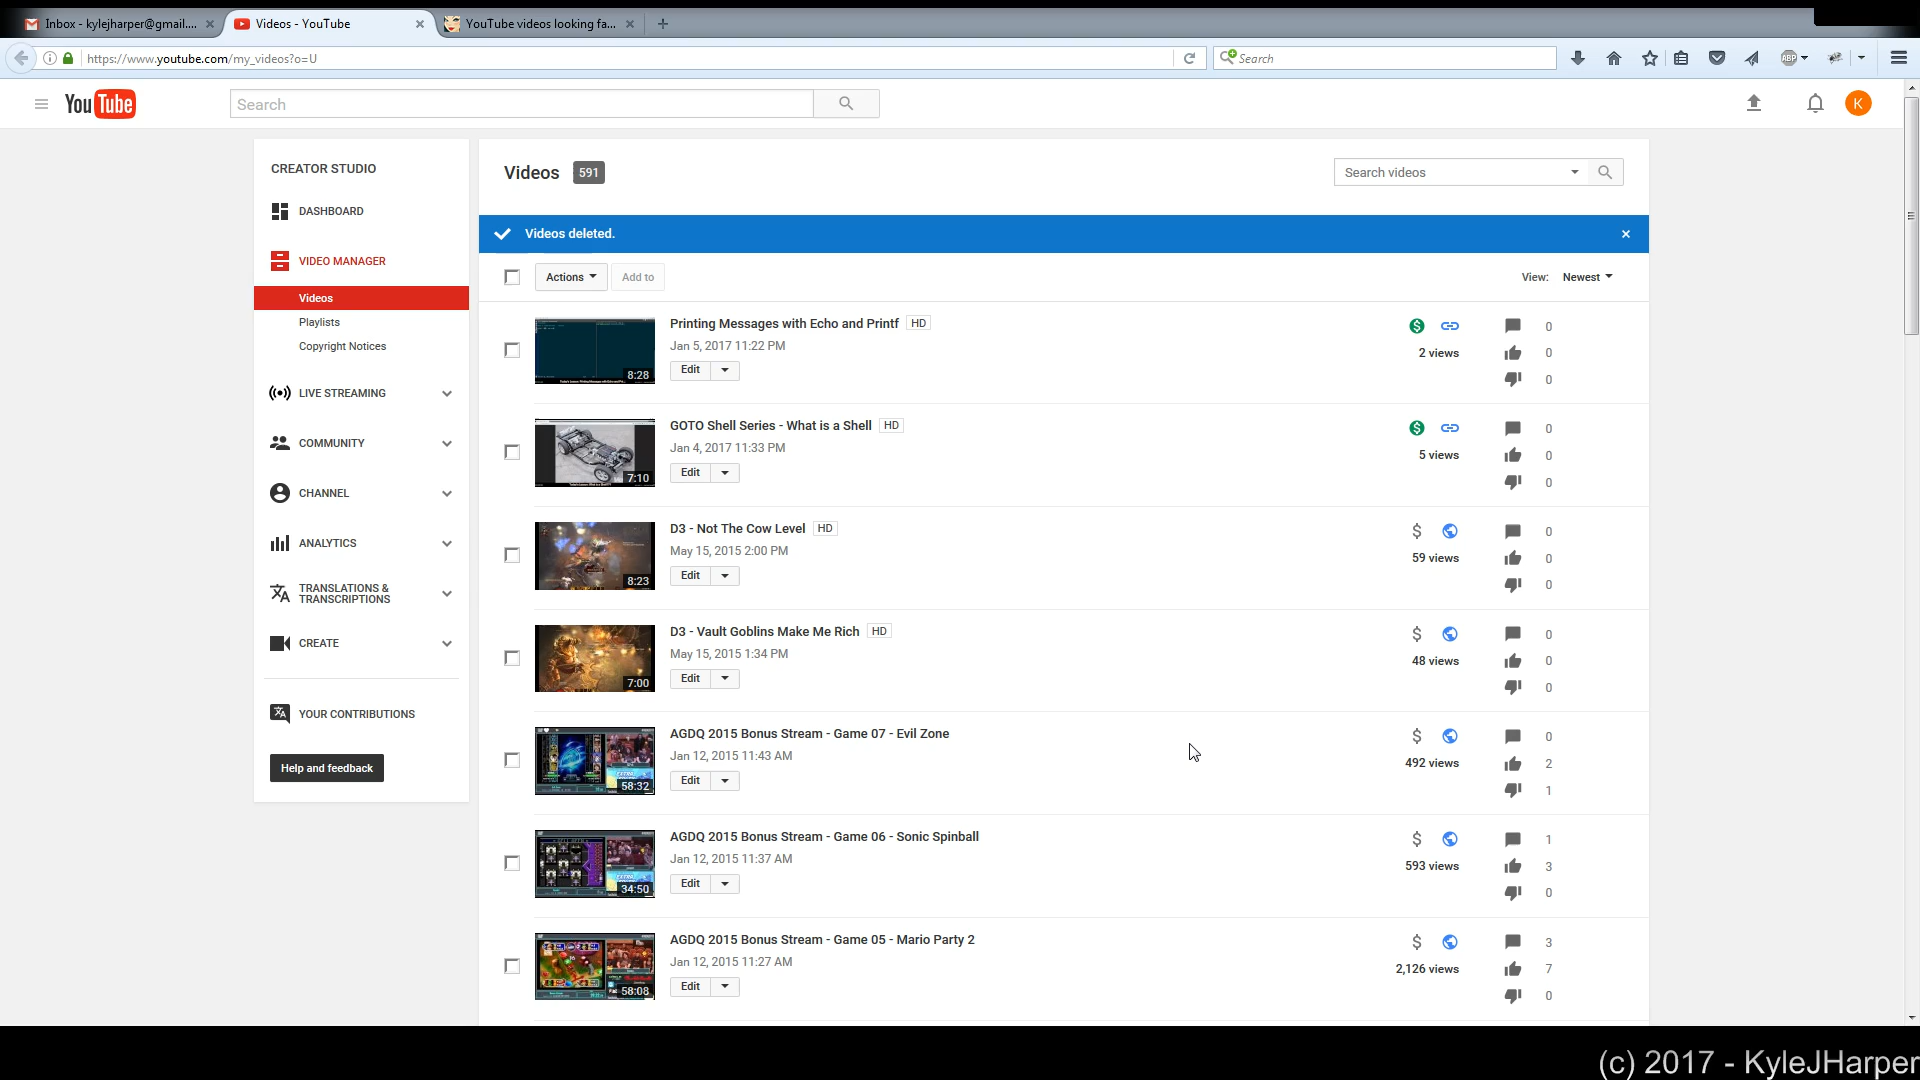 Inbox - kylejharper@gmail....
Videos - YouTube
YouTube videos looking fa...
https://www.youtube.com/my_videos?o=U
Search
ABP
YouTube
Search
K
CREATOR STUDIO
DASHBOARD
VIDEO MANAGER
Videos
Playlists
Copyright Notices
LIVE STREAMING
COMMUNITY
CHANNEL
ANALYTICS
TRANSLATIONS &
TRANSCRIPTIONS
CREATE
YOUR CONTRIBUTIONS
Help and feedback
Videos 591
Search videos
Videos deleted.
Actions Add to
View: Newest
Printing Messages with Echo and Printf HD
Jan 5, 2017 11:22 PM
Edit
8:28
2 views
0
0
0
GOTO Shell Series - What is a Shell HD
Jan 4, 2017 11:33 PM
Edit
7:10
5 views
0
0
0
D3 - Not The Cow Level HD
May 15, 2015 2:00 PM
Edit
8:23
59 views
0
0
0
D3 - Vault Goblins Make Me Rich HD
May 15, 2015 1:34 PM
Edit
7:00
48 views
0
0
0
AGDQ 2015 Bonus Stream - Game 07 - Evil Zone
Jan 12, 2015 11:43 AM
Edit
58:32
492 views
0
2
1
AGDQ 2015 Bonus Stream - Game 06 - Sonic Spinball
Jan 12, 2015 11:37 AM
Edit
34:50
593 views
1
3
0
AGDQ 2015 Bonus Stream - Game 05 - Mario Party 2
Jan 12, 2015 11:27 AM
Edit
58:08
2,126 views
3
7
0
(c) 2017 - KyleJHarper